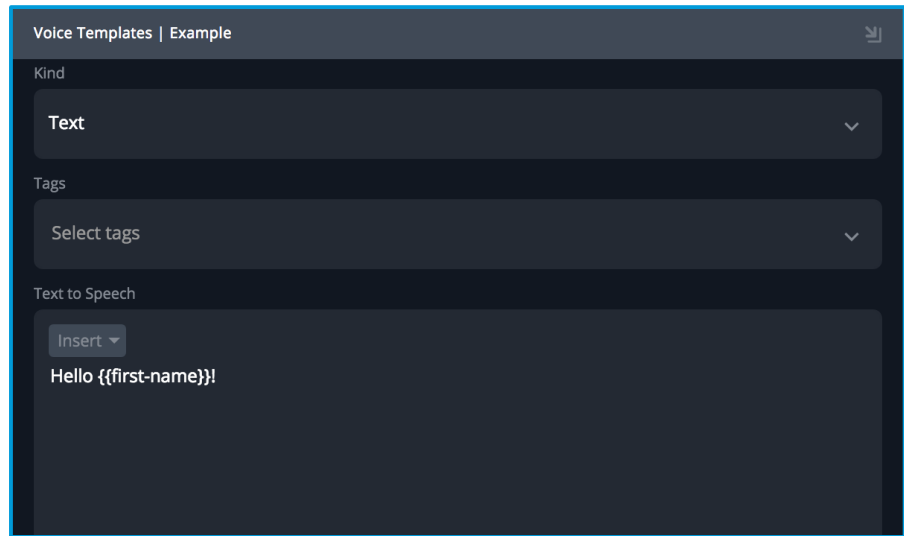 Voice Templates | Example
Kind
Text
Tags
Select tags
Text to Speech
Insert
Hello {{first-name}}!